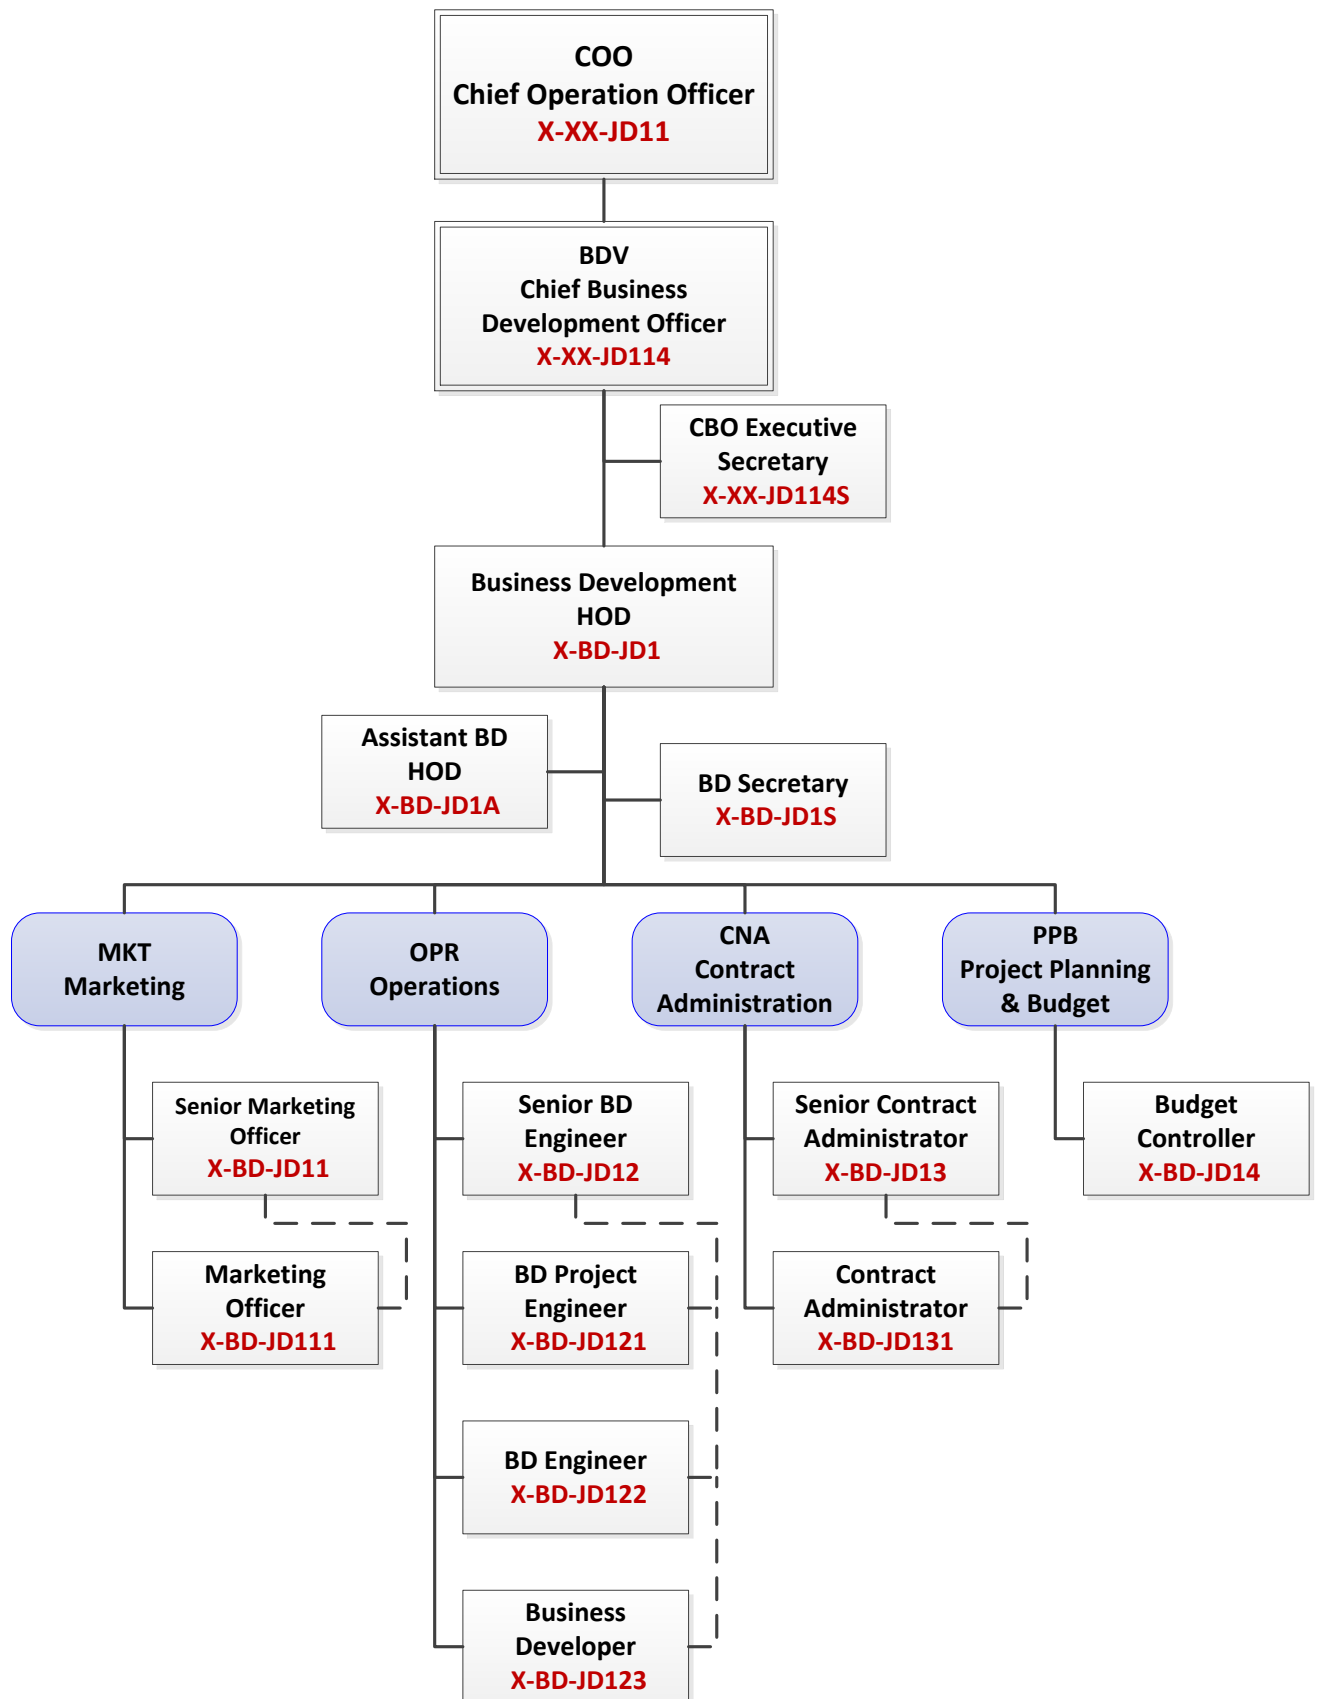 COO
Chief Operation Officer
X-XX-JD11
BDV
Chief Business
Development Officer
X-XX-JD114
CBO Executive
Secretary
X-XX-JD114S
Business Development
HOD
X-BD-JD1
Assistant BD
HOD
X-BD-JD1A
BD Secretary
X-BD-JD1S
MKT
Marketing
OPR
Operations
CNA
Contract
Administration
PPB
Project Planning
& Budget
Senior Marketing
Officer
X-BD-JD11
Senior BD
Engineer
X-BD-JD12
Senior Contract
Administrator
X-BD-JD13
Budget
Controller
X-BD-JD14
Marketing
Officer
X-BD-JD111
BD Project
Engineer
X-BD-JD121
Contract
Administrator
X-BD-JD131
BD Engineer
X-BD-JD122
Business
Developer
X-BD-JD123